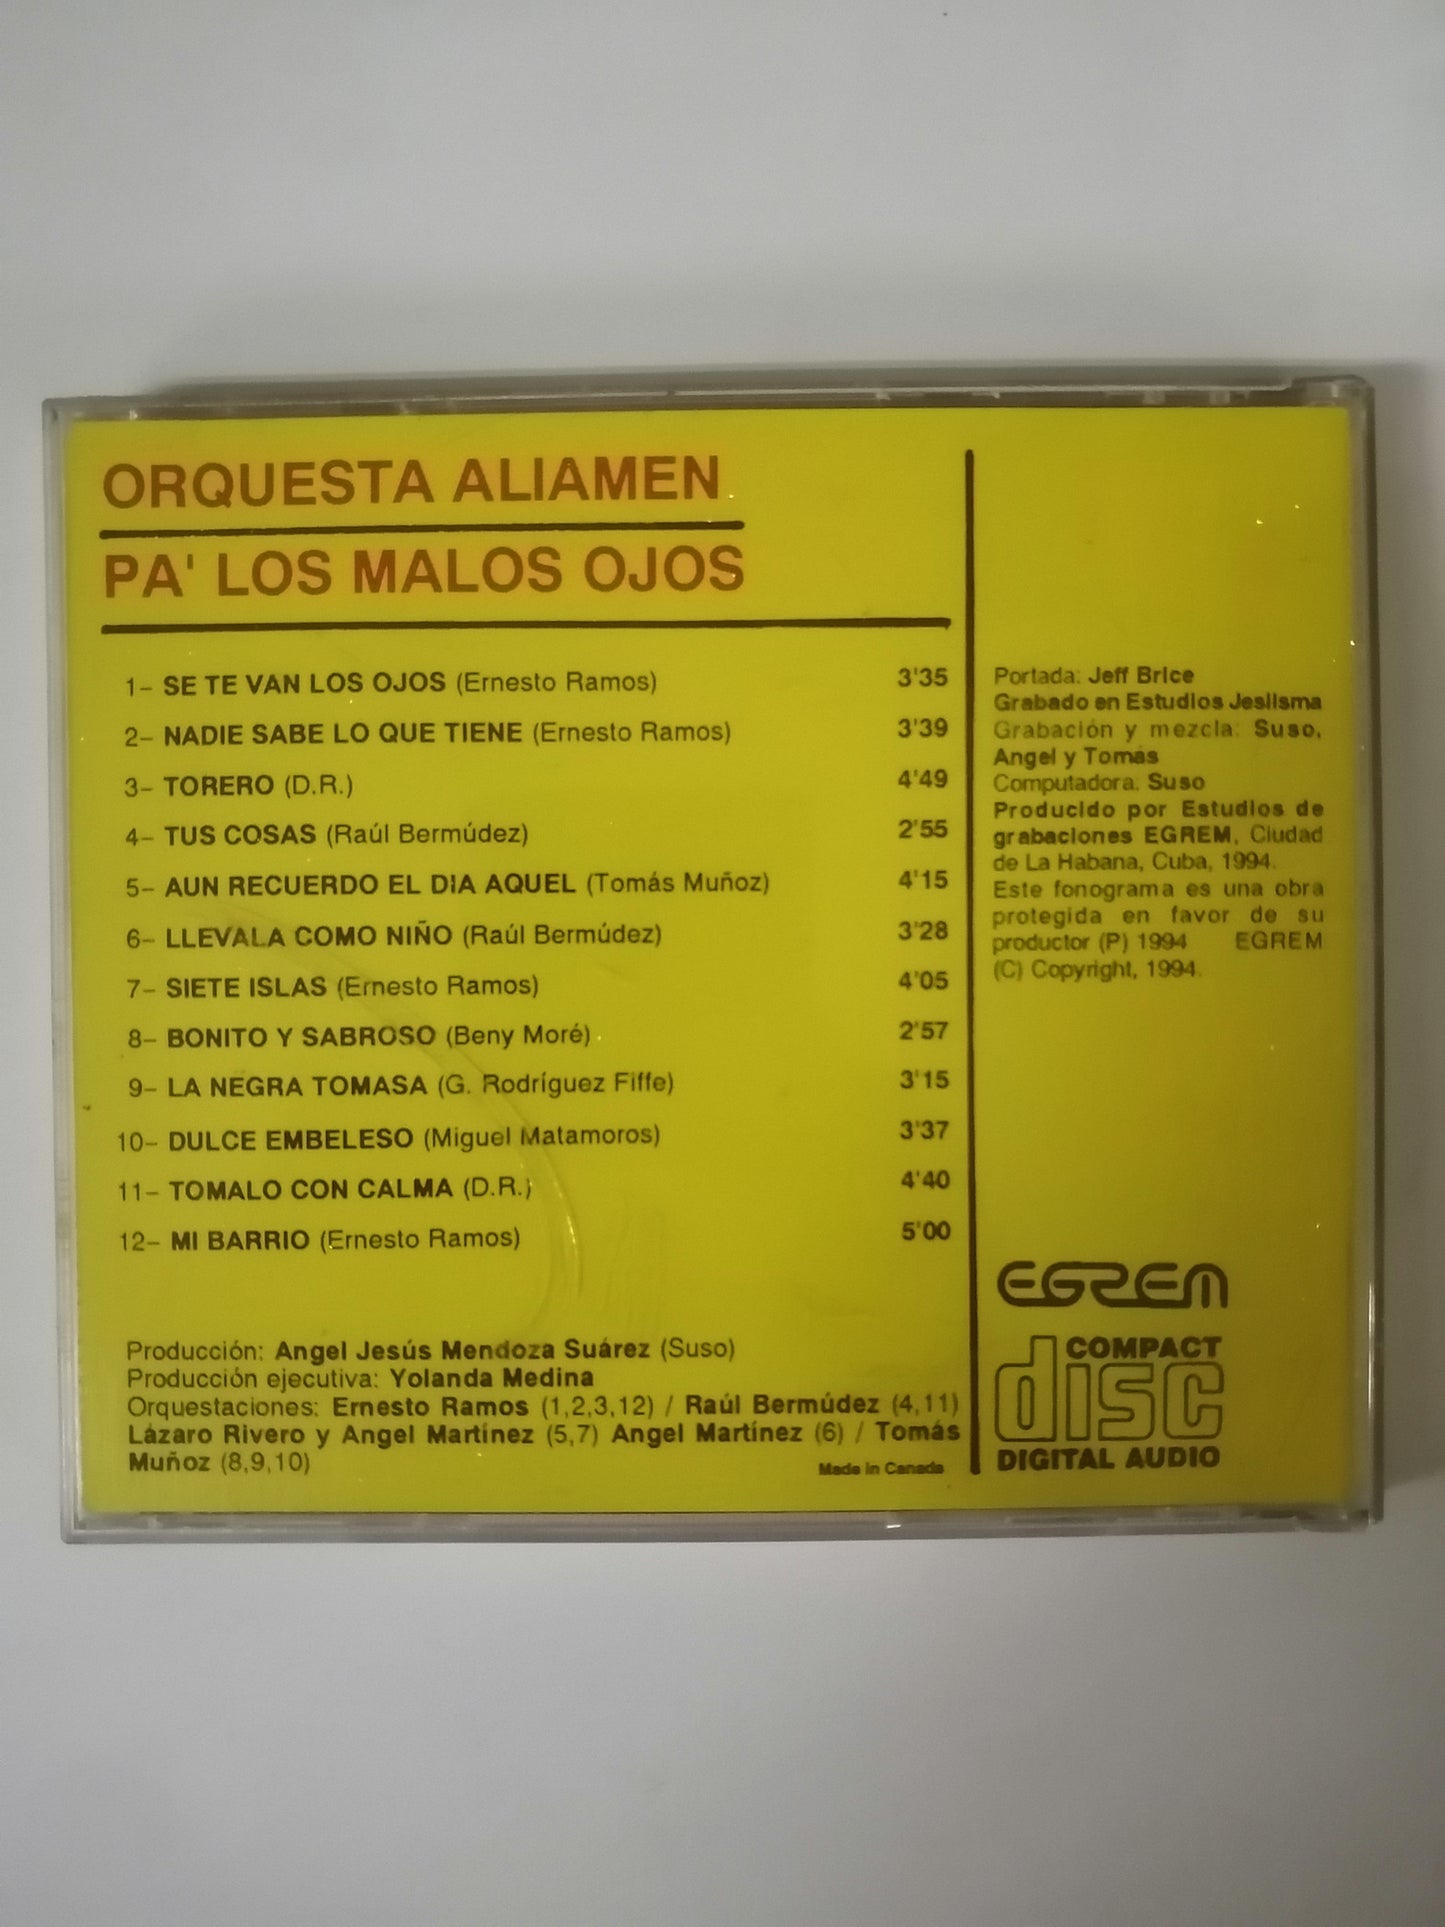 ORQUESTA ALIAMEN
PA' LOS MALOS OJOS
1- SE TE VAN LOS OJOS (Ernesto Ramos) 3'35
2- NADIE SABE LO QUE TIENE (Ernesto Ramos) 3'39
3- TORERO (D.R.) 4'49
4- TUS COSAS (Raúl Bermúdez) 2'55
5- AUN RECUERDO EL DIA AQUEL (Tomás Muñoz) 4'15
6- LLEVALA COMO NIÑO (Raúl Bermúdez) 3'28
7- SIETE ISLAS (Ernesto Ramos) 4'05
8- BONITO Y SABROSO (Beny Moré) 2'57
9- LA NEGRA TOMASA (G. Rodríguez Fiffe) 3'15
10- DULCE EMBELESO (Miguel Matamoros) 3'37
11- TOMALO CON CALMA (D.R.) 4'40
12- MI BARRIO (Ernesto Ramos) 5'00
Producción: Angel Jesús Mendoza Suárez (Suso)
Producción ejecutiva: Yolanda Medina
Orquestaciones: Ernesto Ramos (1,2,3,12) / Raúl Bermúdez (4,11)
Lázaro Rivero y Angel Martínez (5,7) Angel Martínez (6) / Tomás
Muñoz (8,9,10)
Made in Canada
Portada: Jeff Brice
Grabado en Estudios Jesilsma
Grabación y mezcla: Suso,
Angel y Tomás
Computadora: Suso
Producido por Estudios de
grabaciones EGREM, Ciudad
de La Habana, Cuba, 1994.
Este fonograma es una obra
protegida en favor de su
productor (P) 1994 EGREM
(C) Copyright, 1994.
EGREM
COMPACT
disc
DIGITAL AUDIO